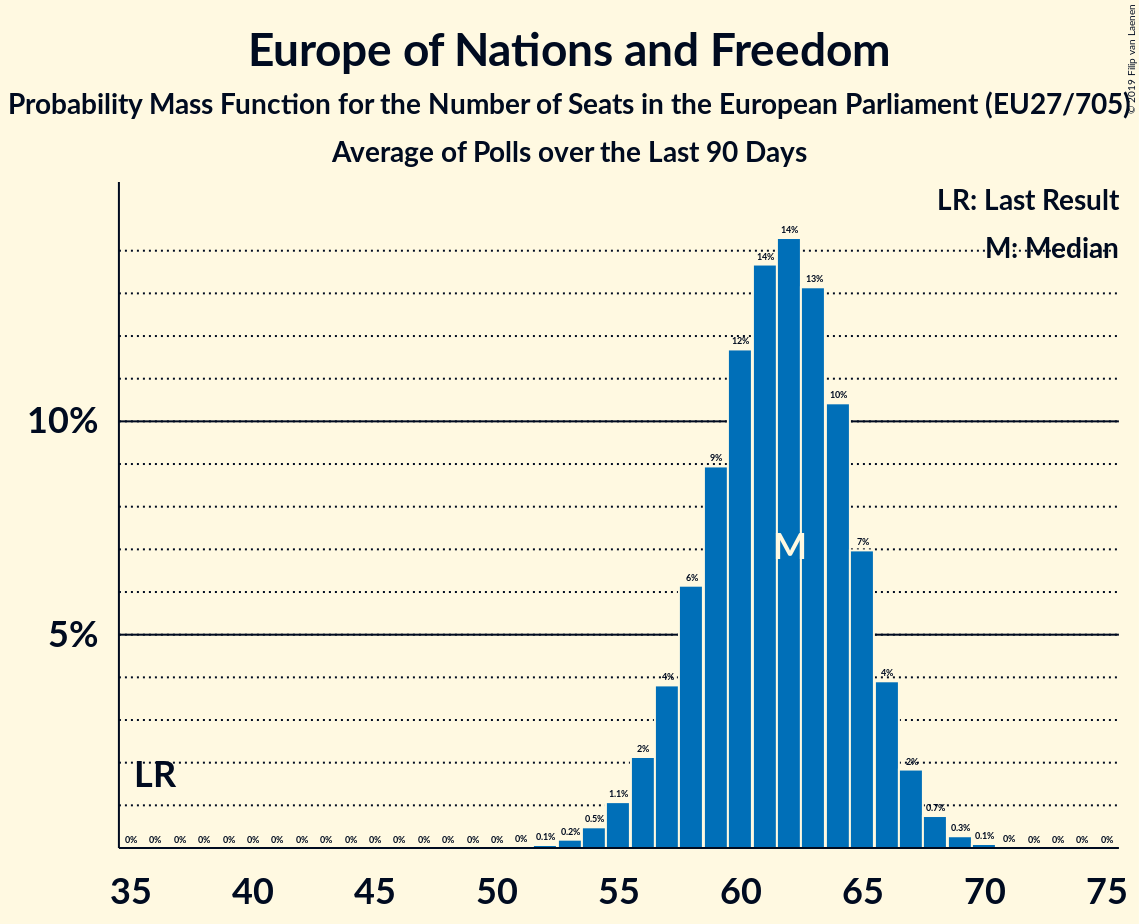 Europe of Nations and Freedom
Probability Mass Function for the Number of Seats in the European Parliament (EU27/705)
Average of Polls over the Last 90 Days
© 2019 Filip van Laenen
LR: Last Result
M: Median
14%
14%
13%
12%
10%
10%
9%
M
7%
6%
5%
4%
4%
2%
LR
2%
1.1%
0.5%
0.7%
0% 0% 0% 0% 0% 0% 0% 0% 0% 0% 0% 0% 0% 0% 0% 0% 0% 0.1% 0.2% 0.3% 0.1% 0% 0% 0% 0% 0%
35 40 45 50 55 60 65 70 75